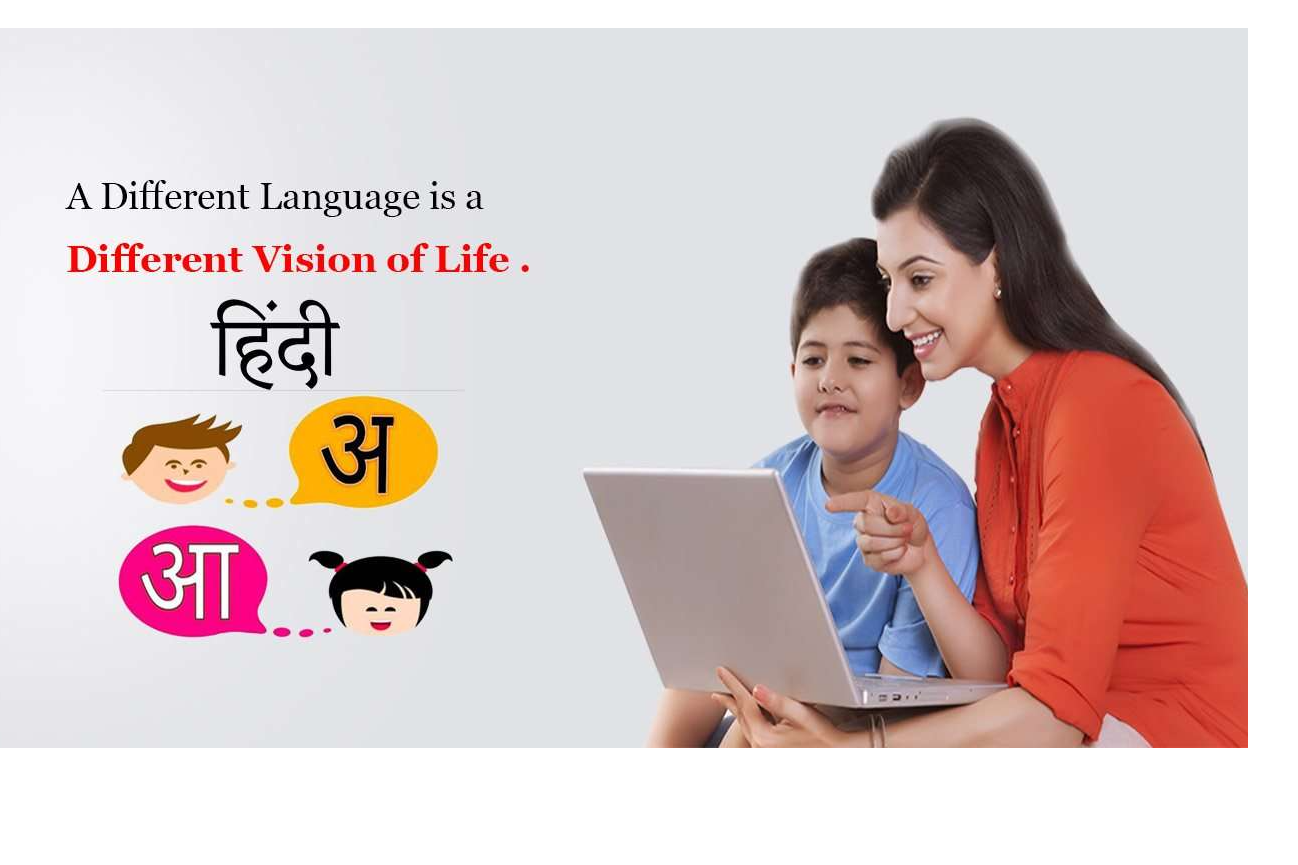 A Different Language is a
Different Vision of Life .
हिंदी
अ
आ